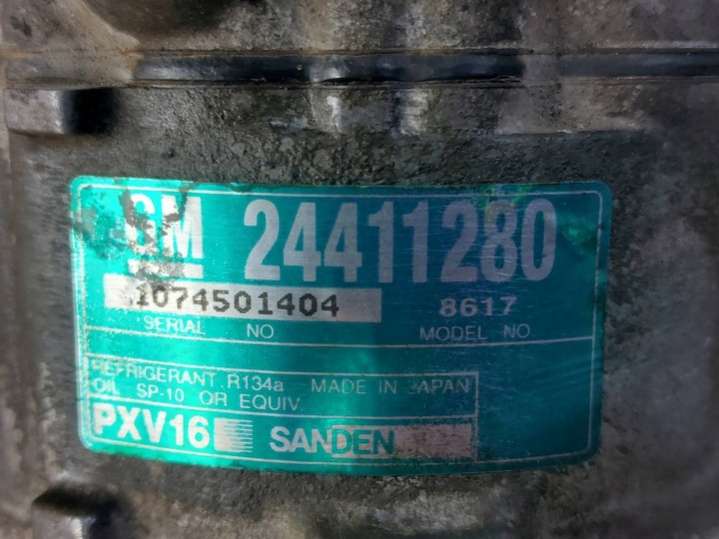 GM 24411280
1074501404 8617
SERIAL NO MODEL NO
REFRIGERANT R134a MADE IN JAPAN
OIL SP-10 OR EQUIV.
PXV16 SANDEN